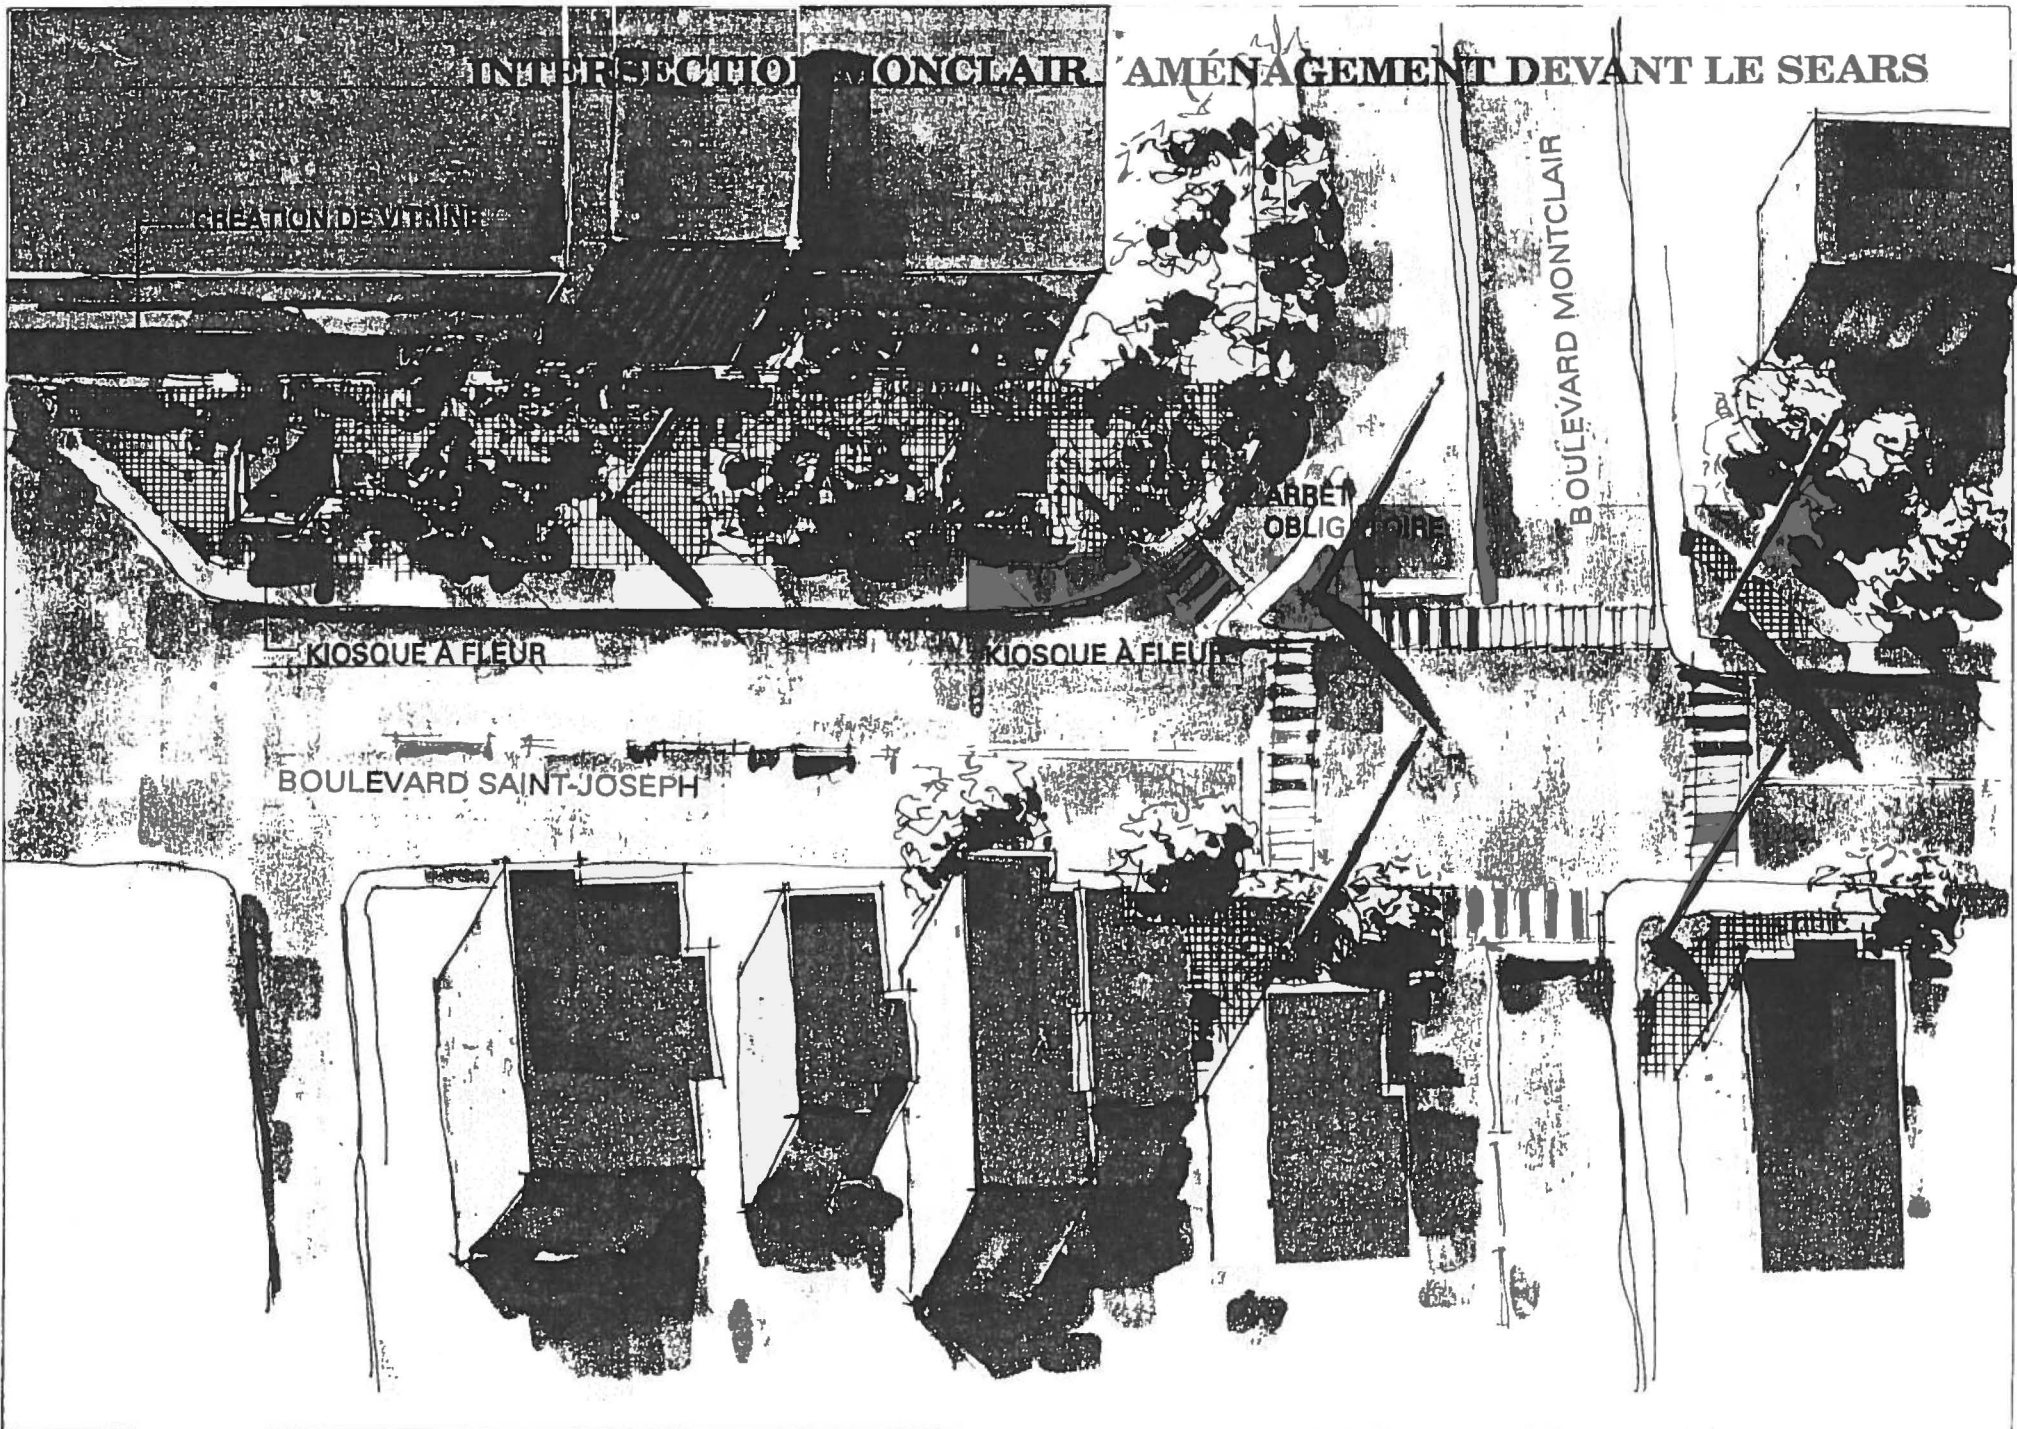 INTERSECTION MONCLAIR. AMÉNAGEMENT DEVANT LE SEARS
CRÉATION DE VITRINE
BOULEVARD MONTCLAIR
ARRET
OBLIGATOIRE
KIOSQUE À FLEUR
KIOSQUE À FLEUR
BOULEVARD SAINT-JOSEPH